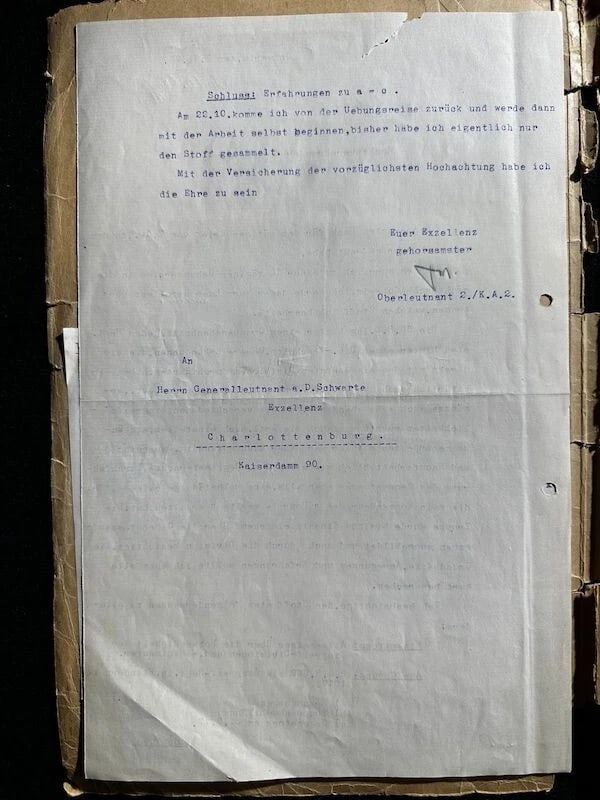 Schluss: Erfahrungen zu a - c .
Am 22.10.komme ich von der Uebungsreise zurück und werde dann
mit der Arbeit selbst beginnen,bisher habe ich eigentlich nur
den Stoff gesammelt.
Mit der Versicherung der vorzüglichsten Hochachtung habe ich
die Ehre zu sein
Euer Exzellenz
gehorsamster
Oberleutnant 2./K.A.2.
An
Herrn Generalleutnant a.D.Schwarte
Exzellenz
Charlottenburg.
Kaiserdamm 90.